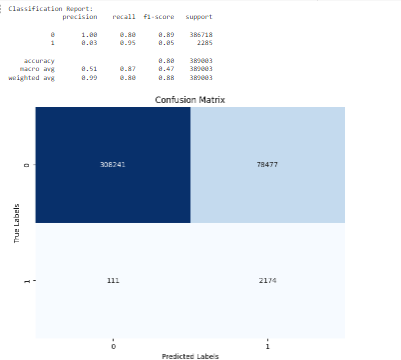 Classification Report:
precision recall f1-score support
0 1.00 0.80 0.89 386718
1 0.03 0.95 0.05 2285
accuracy 0.80 389003
macro avg 0.51 0.87 0.47 389003
weighted avg 0.99 0.80 0.88 389003
Confusion Matrix
0 308241 78477
True Labels
1 111 2174
0 1
Predicted Labels